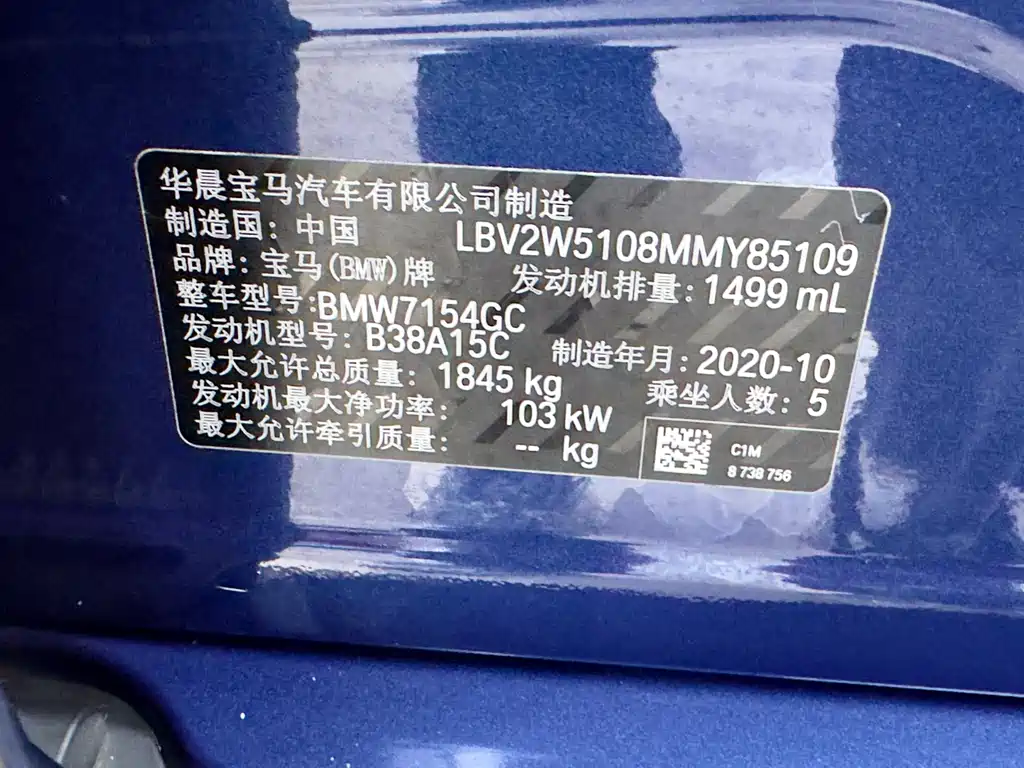 华晨宝马汽车有限公司制造
制造国：中国 LBV2W5108MMY85109
品牌：宝马(BMW)牌 发动机排量：1499 mL
整车型号：BMW7154GC
发动机型号：B38A15C 制造年月：2020-10
最大允许总质量：1845 kg 乘坐人数：5
发动机最大净功率：103 kW
最大允许牵引质量：-- kg
C1M
8 738 756